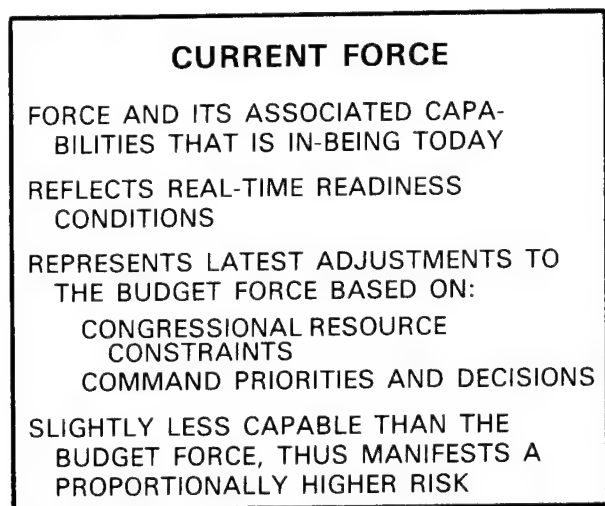 CURRENT FORCE
FORCE AND ITS ASSOCIATED CAPA-
BILITIES THAT IS IN-BEING TODAY
REFLECTS REAL-TIME READINESS
CONDITIONS
REPRESENTS LATEST ADJUSTMENTS TO
THE BUDGET FORCE BASED ON:
CONGRESSIONAL RESOURCE
CONSTRAINTS
COMMAND PRIORITIES AND DECISIONS
SLIGHTLY LESS CAPABLE THAN THE
BUDGET FORCE, THUS MANIFESTS A
PROPORTIONALLY HIGHER RISK